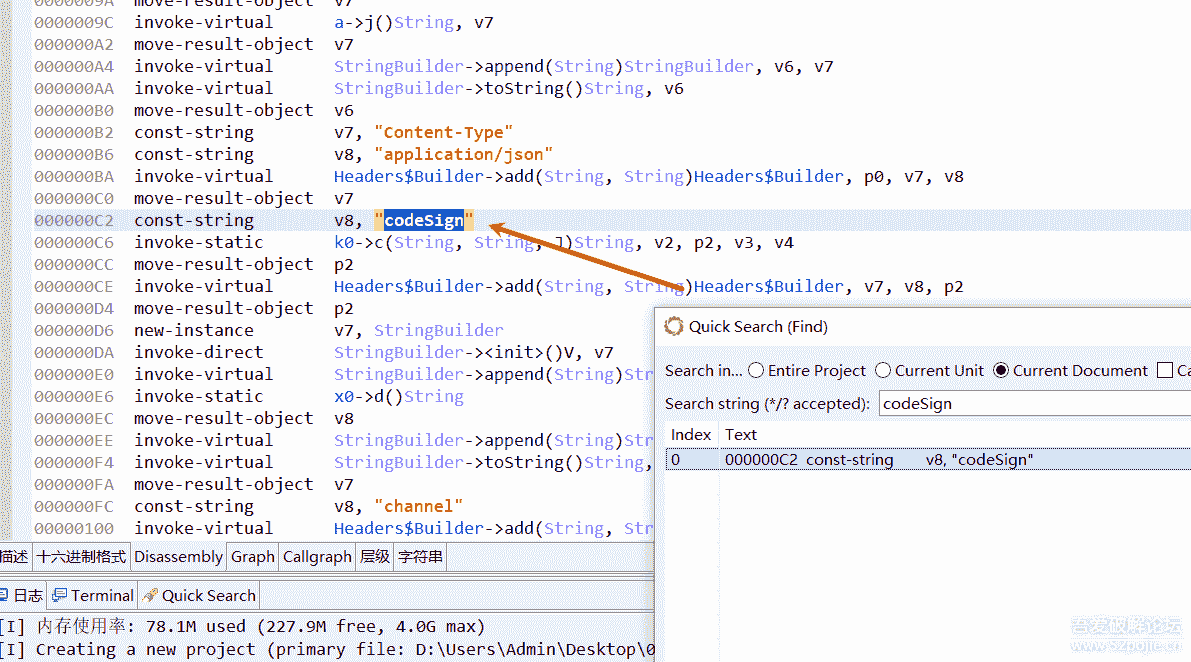 0000009A move-result-object v7
0000009C invoke-virtual a->j()String, v7
000000A2 move-result-object v7
000000A4 invoke-virtual StringBuilder->append(String)StringBuilder, v6, v7
000000AA invoke-virtual StringBuilder->toString()String, v6
000000B0 move-result-object v6
000000B2 const-string v7, "Content-Type"
000000B6 const-string v8, "application/json"
000000BA invoke-virtual Headers$Builder->add(String, String)Headers$Builder, p0, v7, v8
000000C0 move-result-object v7
000000C2 const-string v8, "codeSign"
000000C6 invoke-static k0->c(String, String, J)String, v2, p2, v3, v4
000000CC move-result-object p2
000000CE invoke-virtual Headers$Builder->add(String, String)Headers$Builder, v7, v8, p2
000000D4 move-result-object p2
000000D6 new-instance v7, StringBuilder
000000DA invoke-direct StringBuilder-><init>()V, v7
000000E0 invoke-virtual StringBuilder->append(String)Str
000000E6 invoke-static x0->d()String
000000EC move-result-object v8
000000EE invoke-virtual StringBuilder->append(String)Str
000000F4 invoke-virtual StringBuilder->toString()String,
000000FA move-result-object v7
000000FC const-string v8, "channel"
00000100 invoke-virtual Headers$Builder->add(String, Str
描述 十六进制格式 Disassembly Graph Callgraph 层级 字符串
日志 Terminal Quick Search
[I] 内存使用率: 78.1M used (227.9M free, 4.0G max)
[I] Creating a new project (primary file: D:\Users\Admin\Desktop\0
Quick Search (Find)
Search in... Entire Project Current Unit Current Document Ca
Search string (*/? accepted): codeSign
Index Text
0 000000C2 const-string v8, "codeSign"
吾爱破解论坛
www.52pojie.cn